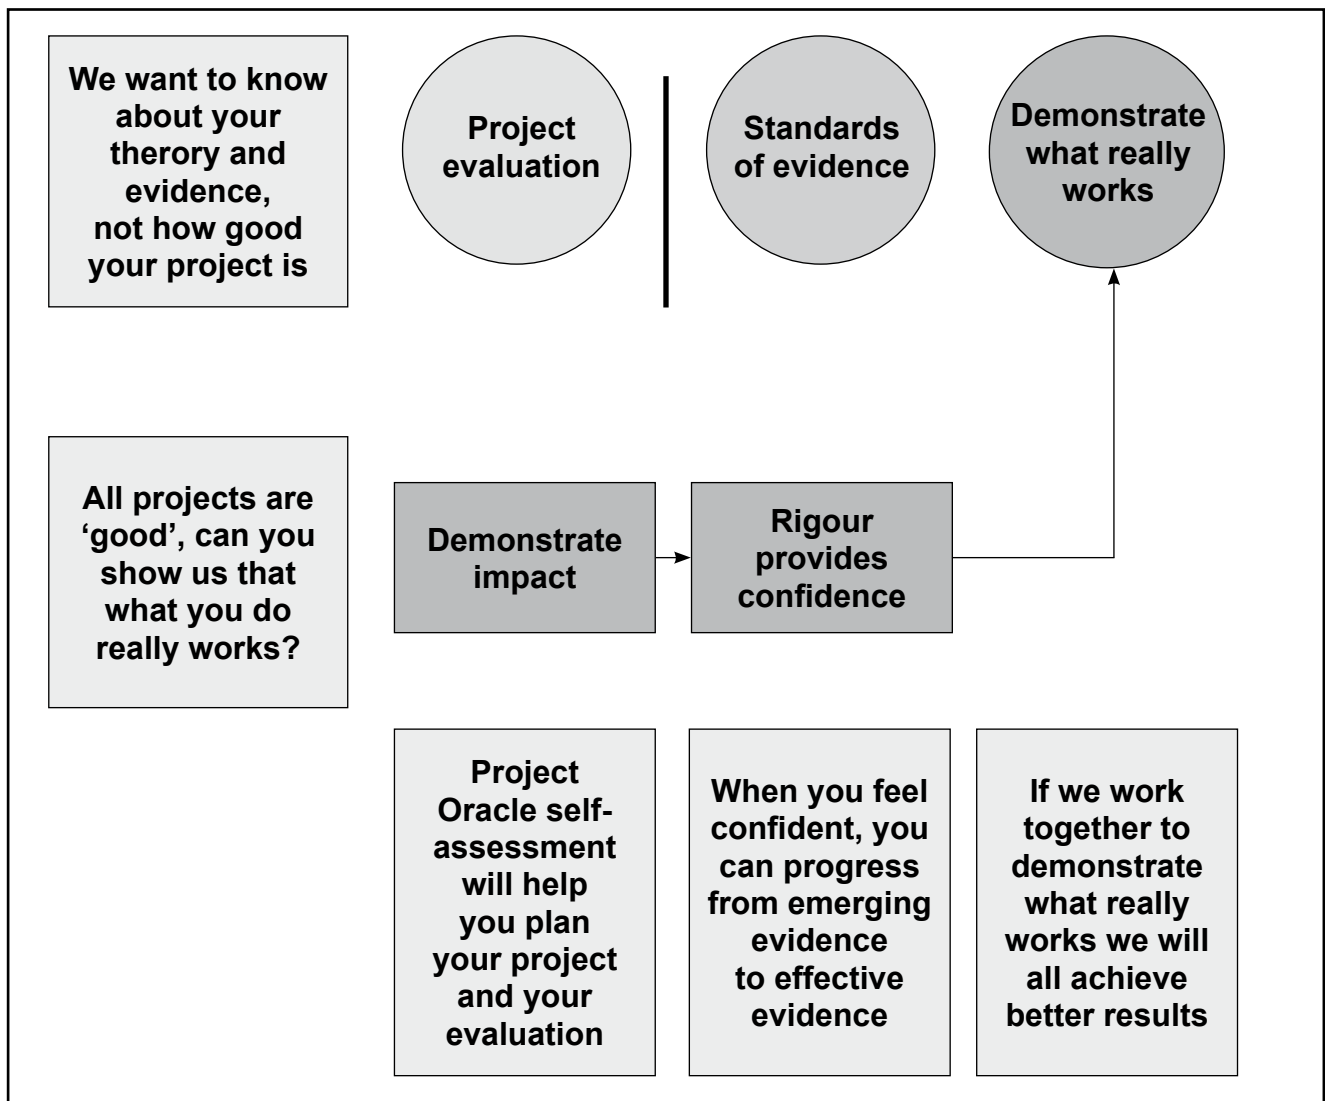 We want to know
about your
therory and
evidence,
not how good
your project is
Project
evaluation
Standards
of evidence
Demonstrate
what really
works
All projects are
‘good’, can you
show us that
what you do
really works?
Demonstrate
impact
Rigour
provides
confidence
Project
Oracle self-
assessment
will help
you plan
your project
and your
evaluation
When you feel
confident, you
can progress
from emerging
evidence
to effective
evidence
If we work
together to
demonstrate
what really
works we will
all achieve
better results